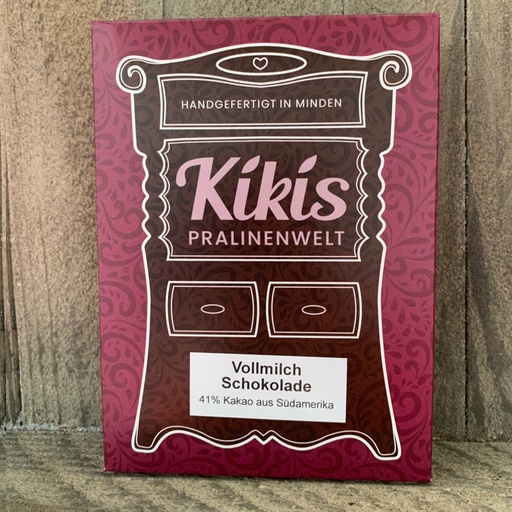 HANDGEFERTIGT IN MINDEN
Kikis
PRALINENWELT
Vollmilch
Schokolade
41% Kakao aus Südamerika